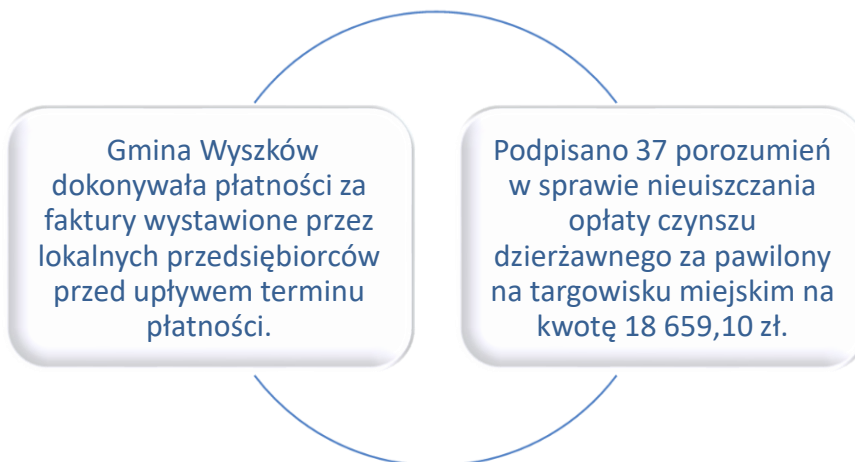 Gmina Wyszków
dokonywała płatności za
faktury wystawione przez
lokalnych przedsiębiorców
przed upływem terminu
płatności.
Podpisano 37 porozumień
w sprawie nieuiszczania
opłaty czynszu
dzierżawnego za pawilony
na targowisku miejskim na
kwotę 18 659,10 zł.